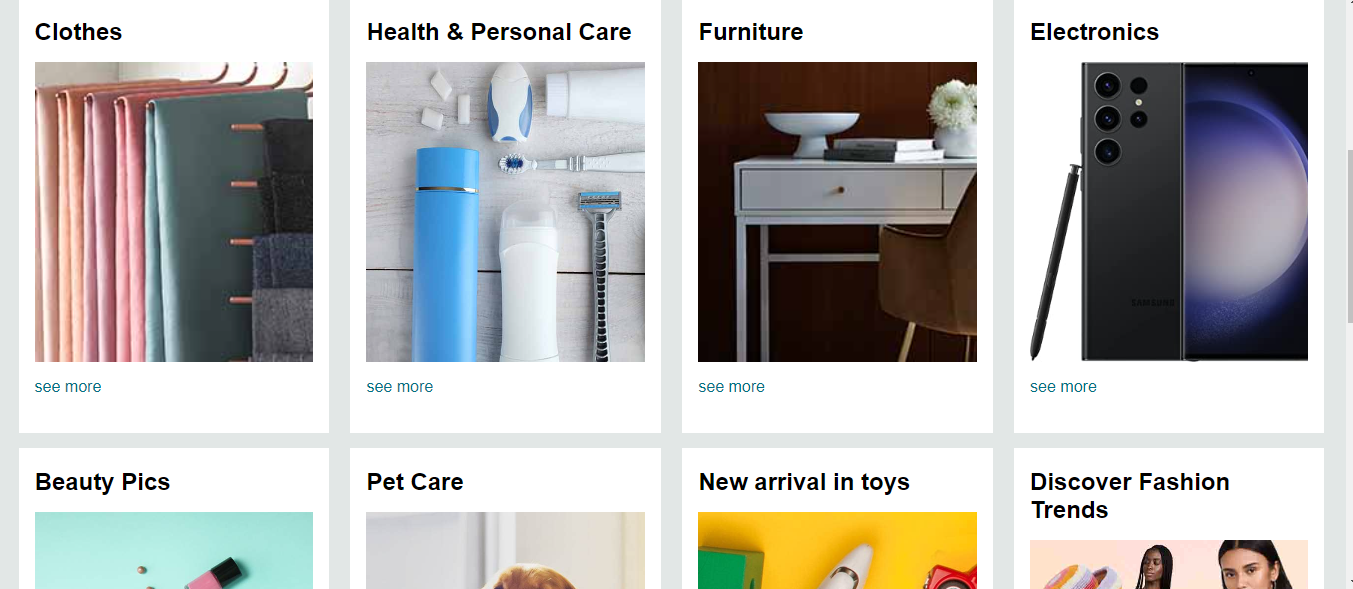 Clothes
Health & Personal Care
Furniture
Electronics
SAMSUNG
see more
see more
see more
see more
Beauty Pics
Pet Care
New arrival in toys
Discover Fashion
Trends